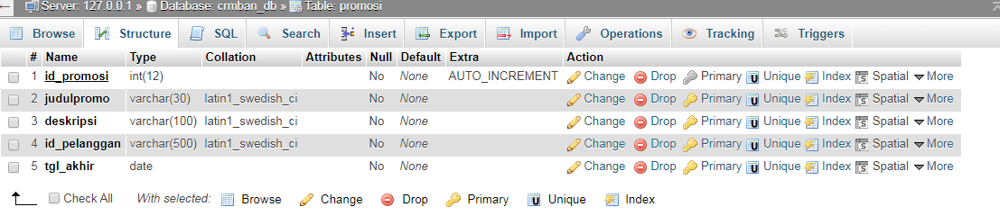 Server: 127.0.0.1 » Database: crmban_db » Table: promosi
Browse Structure SQL Search Insert Export Import Operations Tracking Triggers
# Name Type Collation Attributes Null Default Extra Action
1 id_promosi int(12) No None AUTO_INCREMENT Change Drop Primary Unique Index Spatial More
2 judulpromo varchar(30) latin1_swedish_ci No None Change Drop Primary Unique Index Spatial More
3 deskripsi varchar(100) latin1_swedish_ci No None Change Drop Primary Unique Index Spatial More
4 id_pelanggan varchar(500) latin1_swedish_ci No None Change Drop Primary Unique Index Spatial More
5 tgl_akhir date No None Change Drop Primary Unique Index Spatial More
Check All With selected: Browse Change Drop Primary Unique Index